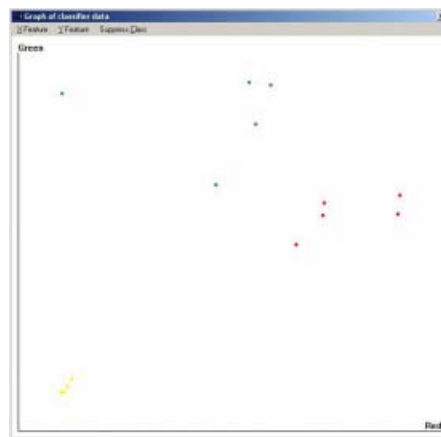 Graph of classifier data
X Feature Y Feature Suppress Class
Green
Red